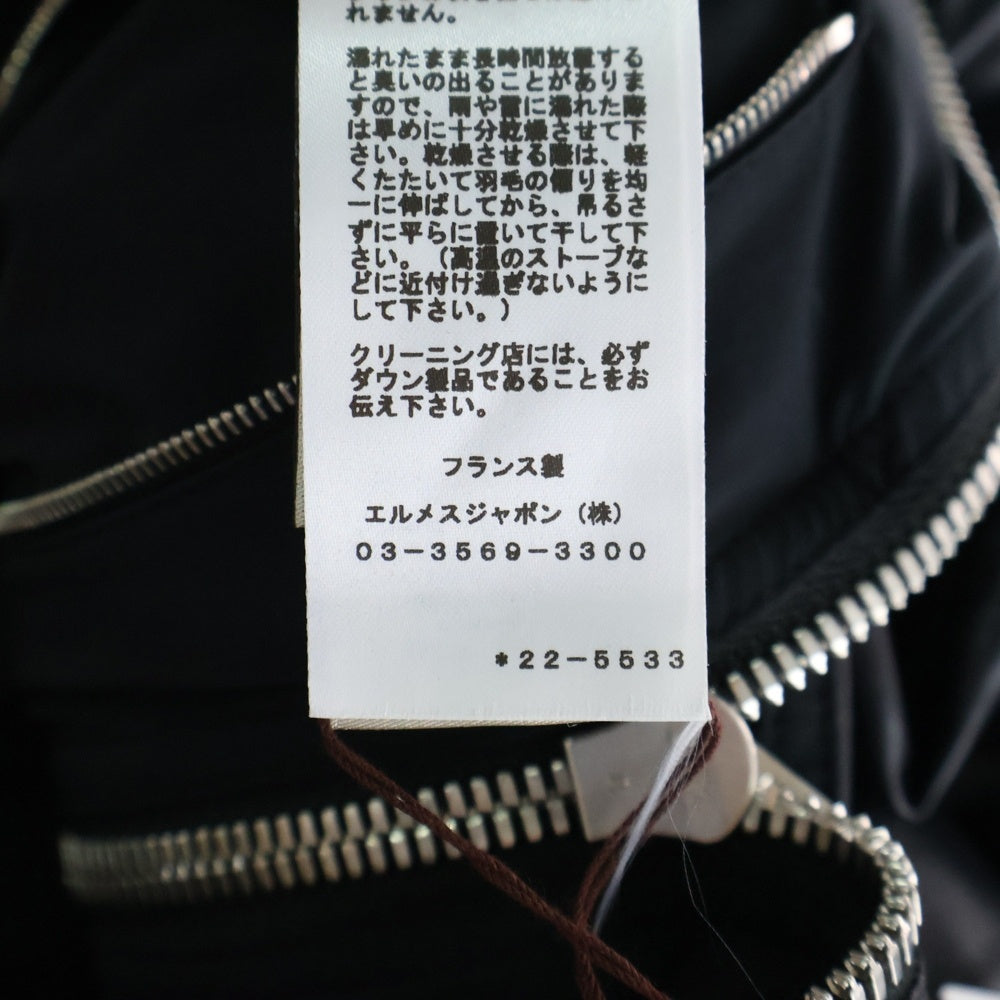 れません。
濡れたまま長時間放置する
と臭いの出ることがありま
すので、雨や雪に濡れた際
は早めに十分乾燥させて下
さい。乾燥させる際は、軽
くたたいて羽毛の偏りを均
一に伸ばしてから、吊るさ
ずに平らに置いて干して下
さい。（高温のストーブな
どに近付け過ぎないように
して下さい。）
クリーニング店には、必ず
ダウン製品であることをお
伝え下さい。
フランス製
エルメスジャポン（株）
03-3569-3300
*22-5533